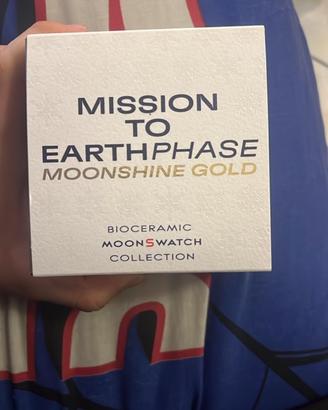 MISSION
TO
EARTHPHASE
MOONSHINE GOLD
BIOCERAMIC
MOONSWATCH
COLLECTION